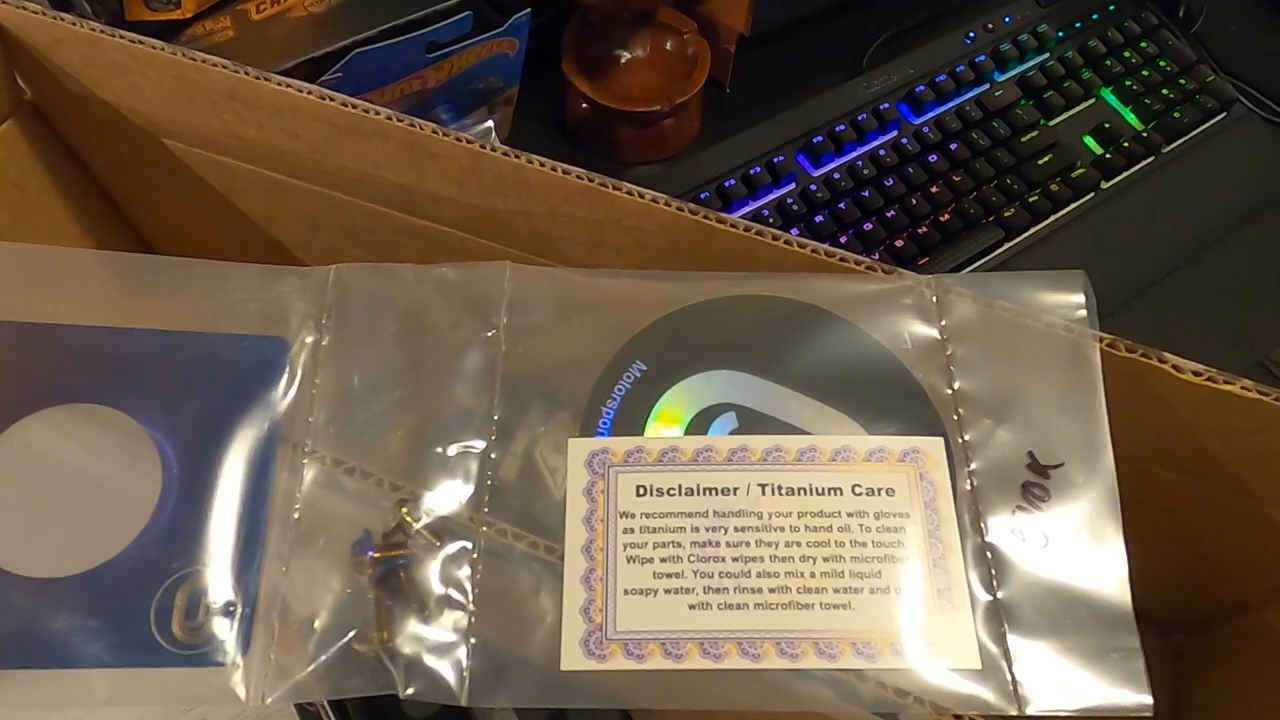 Motorspor
Disclaimer / Titanium Care
We recommend handling your product with gloves
as titanium is very sensitive to hand oil. To clean
your parts, make sure they are cool to the touch.
Wipe with Clorox wipes then dry with microfiber
towel. You could also mix a mild liquid
soapy water, then rinse with clean water and d
with clean microfiber towel.